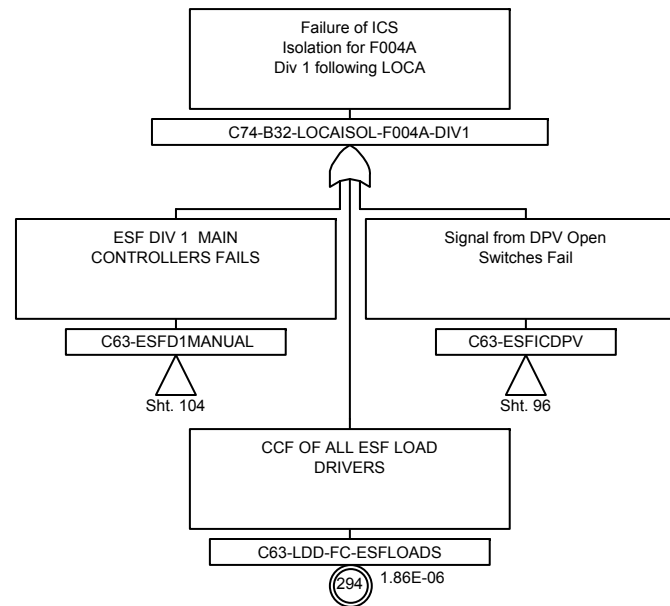 Failure of ICS
Isolation for F004A
Div 1 following LOCA
C74-B32-LOCAISOL-F004A-DIV1
ESF DIV 1 MAIN
CONTROLLERS FAILS
C63-ESFD1MANUAL
Sht. 104
Signal from DPV Open
Switches Fail
C63-ESFICDPV
Sht. 96
CCF OF ALL ESF LOAD
DRIVERS
C63-LDD-FC-ESFLOADS
294 1.86E-06